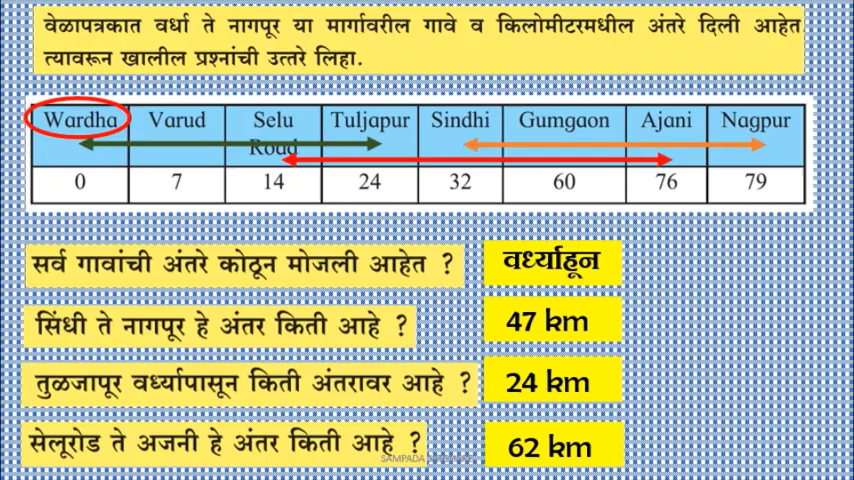 वेळापत्रकात वर्धा ते नागपूर या मार्गावरील गावे व किलोमीटरमधील अंतरे दिली आहेत
त्यावरून खालील प्रश्नांची उत्तरे लिहा.
Wardha Varud Selu Road Tuljapur Sindhi Gumgaon Ajani Nagpur
0 7 14 24 32 60 76 79
सर्व गावांची अंतरे कोठून मोजली आहेत ? वर्ध्याहून
सिंधी ते नागपूर हे अंतर किती आहे ? 47 km
तुळजापूर वर्ध्यापासून किती अंतरावर आहे ? 24 km
सेलूरोड ते अजनी हे अंतर किती आहे ? 62 km
SAMPADA